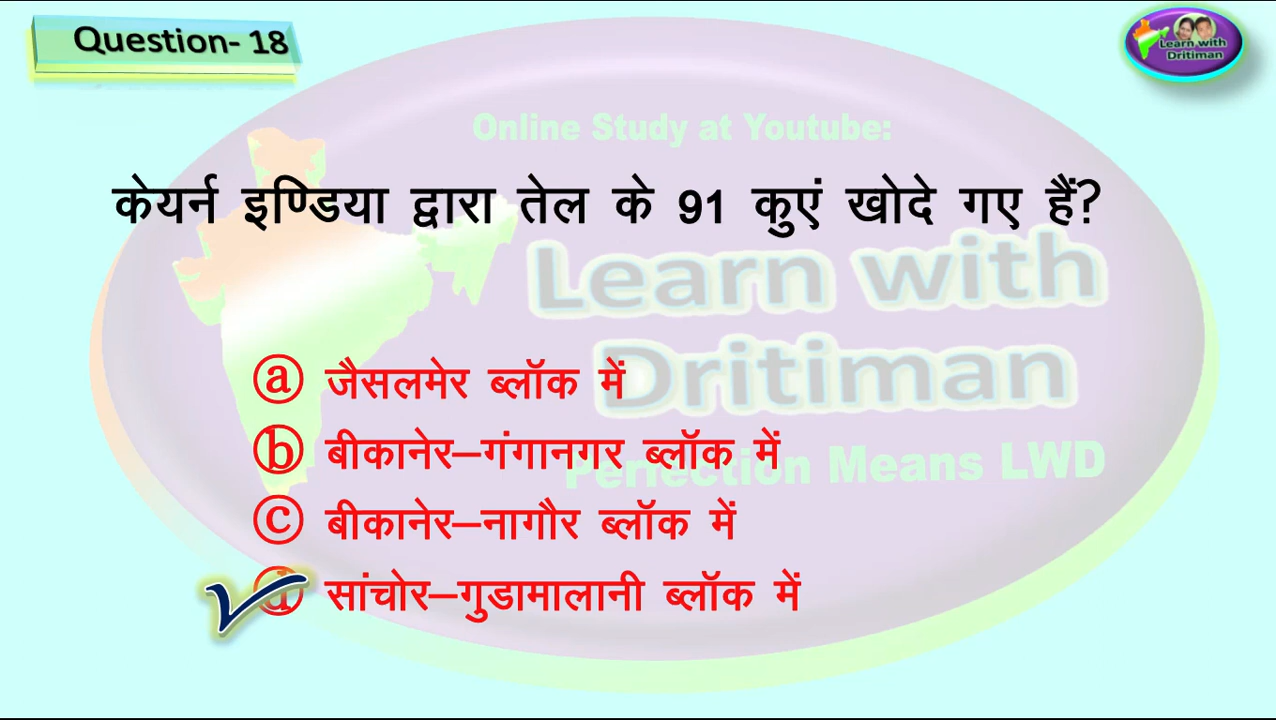 Question- 18
Learn with
Dritiman
Online Study at Youtube:
केयर्न इण्डिया द्वारा तेल के 91 कुएं खोदे गए हैं?
Learn with
Dritiman
ⓐ जैसलमेर ब्लॉक में
ⓑ बीकानेर–गंगानगर ब्लॉक में
Perfection Means LWD
ⓒ बीकानेर–नागौर ब्लॉक में
ⓓ सांचोर–गुडामालानी ब्लॉक में